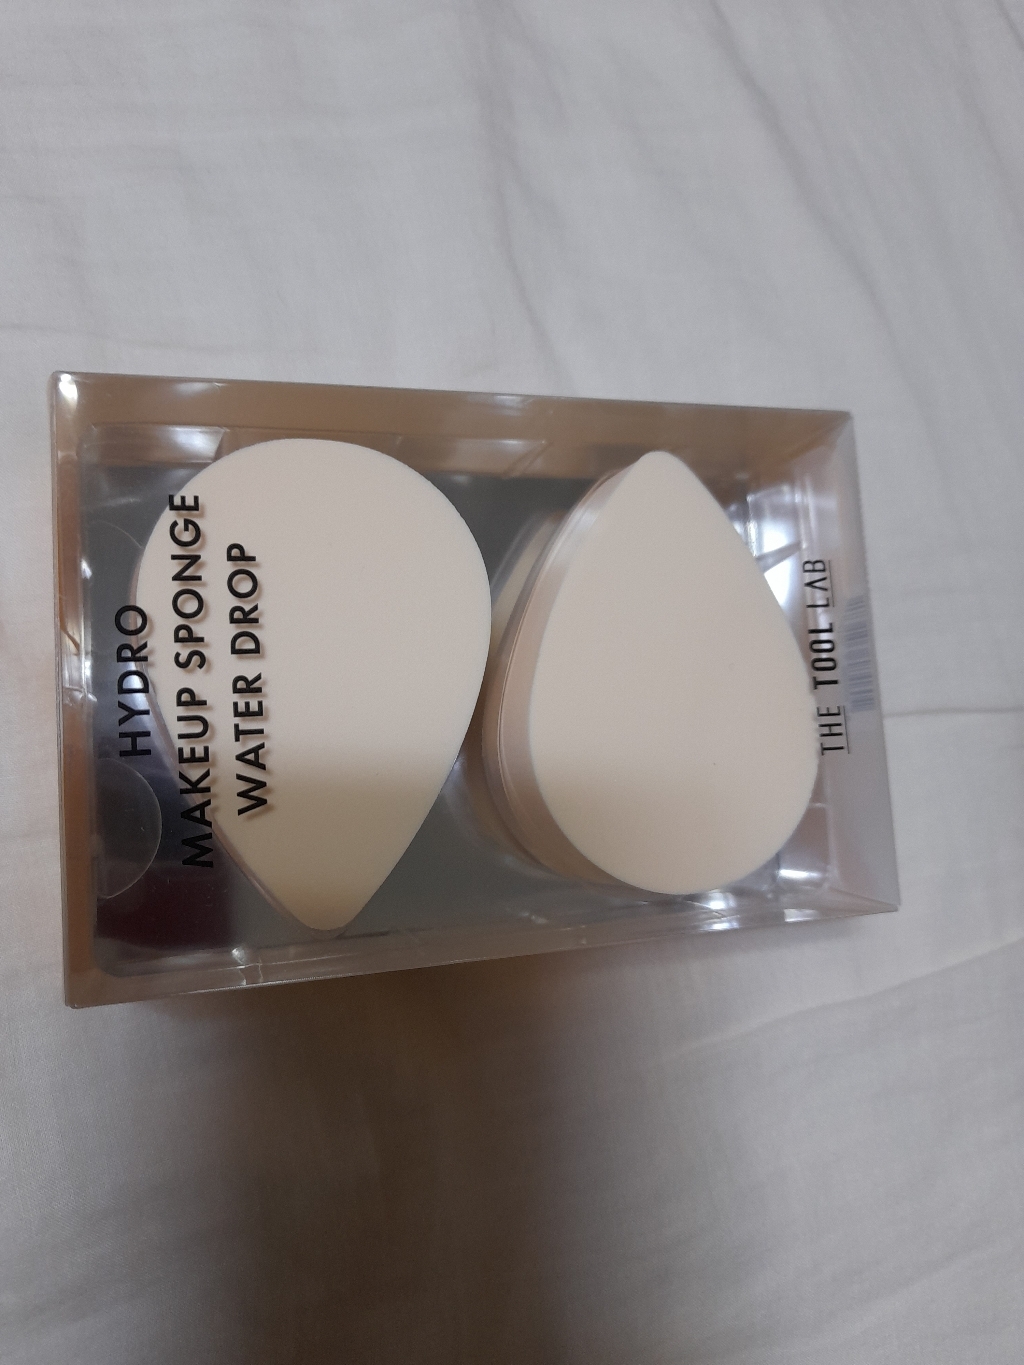 HYDRO
MAKEUP SPONGE
WATER DROP
THE TOOL LAB